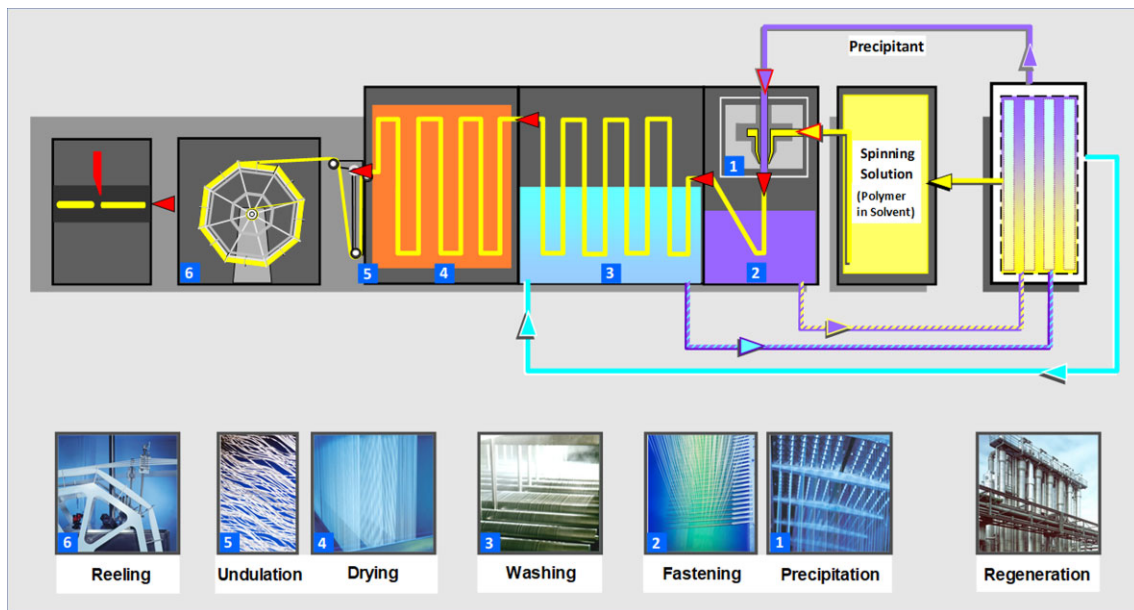 Precipitant
1
Spinning
Solution
(Polymer
in Solvent)
6
5
4
3
2
6
5
4
3
2
1
Reeling
Undulation
Drying
Washing
Fastening
Precipitation
Regeneration